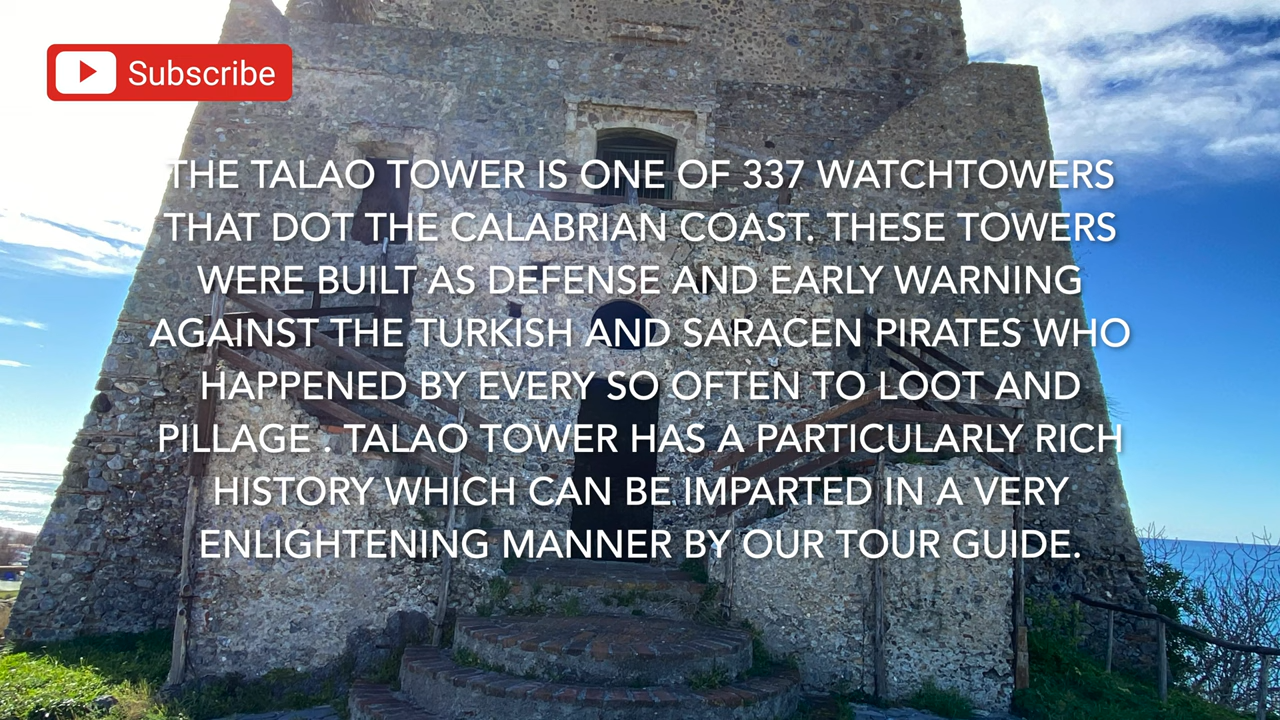 Subscribe
THE TALAO TOWER IS ONE OF 337 WATCHTOWERS
THAT DOT THE CALABRIAN COAST. THESE TOWERS
WERE BUILT AS DEFENSE AND EARLY WARNING
AGAINST THE TURKISH AND SARACEN PIRATES WHO
HAPPENED BY EVERY SO OFTEN TO LOOT AND
PILLAGE . TALAO TOWER HAS A PARTICULARLY RICH
HISTORY WHICH CAN BE IMPARTED IN A VERY
ENLIGHTENING MANNER BY OUR TOUR GUIDE.